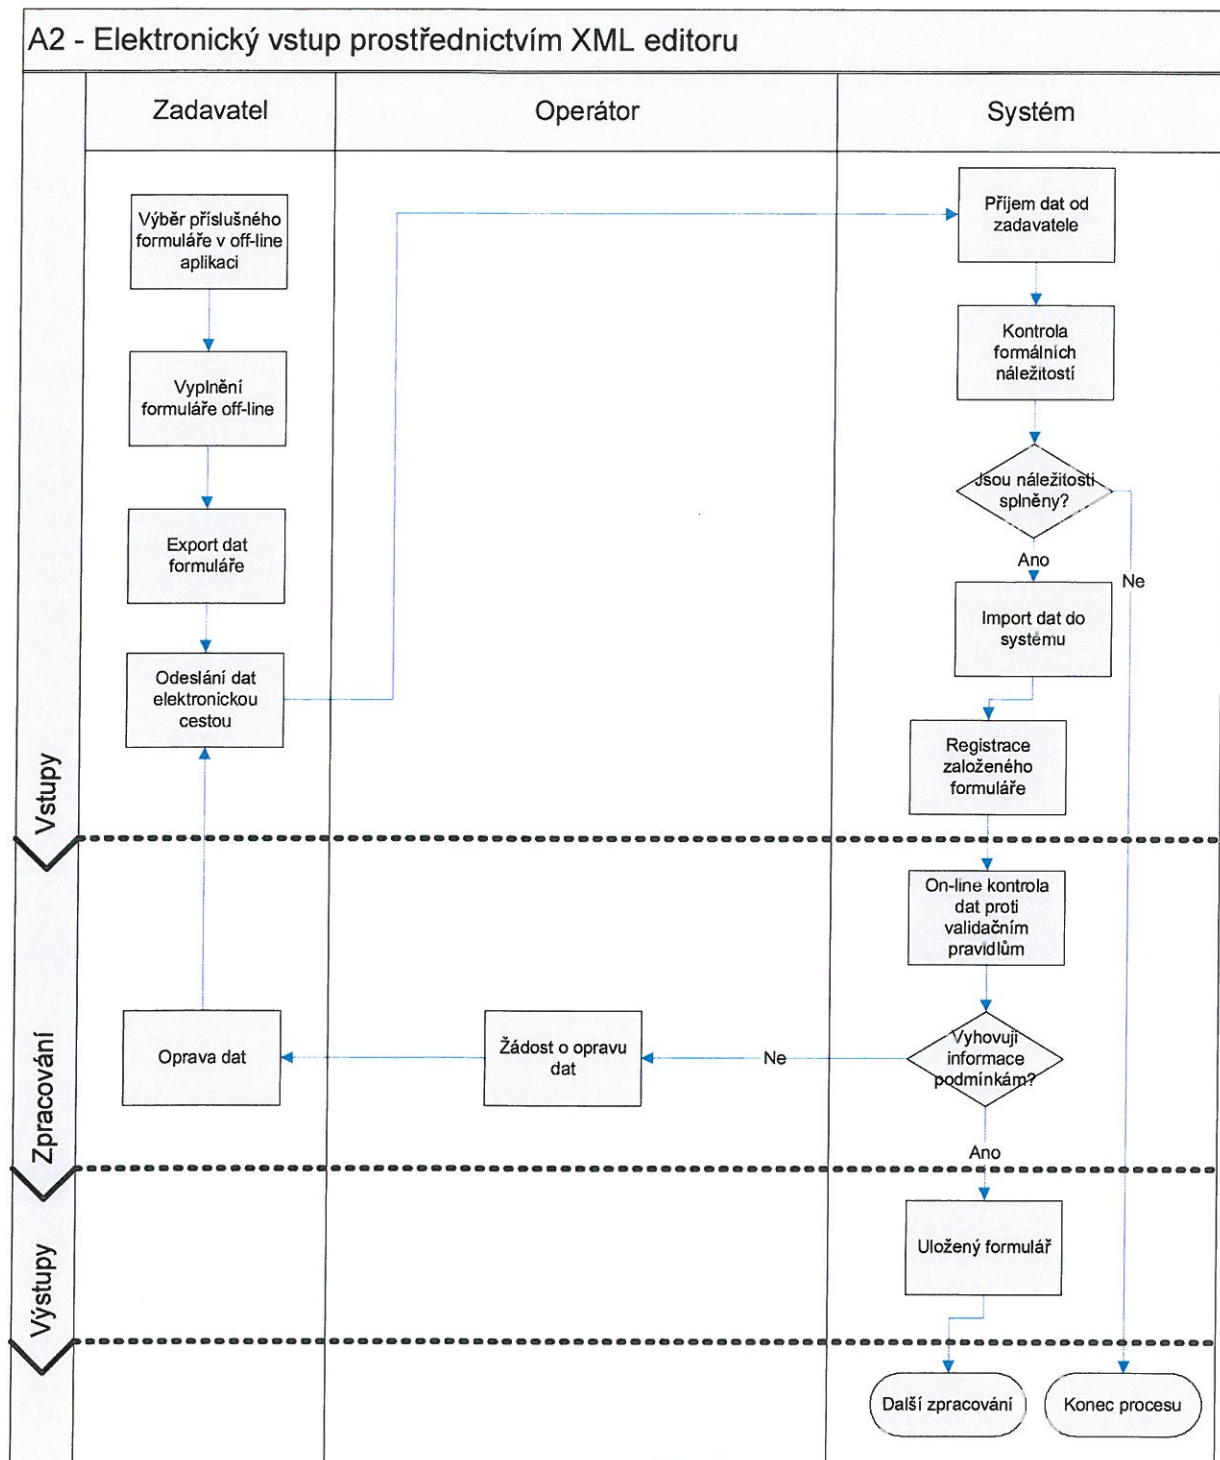 A2 - Elektronický vstup prostřednictvím XML editoru
Zadavatel
Operátor
Systém
Vstupy
Výběr příslušného
formuláře v off-line
aplikaci
Vyplnění
formuláře off-line
Export dat
formuláře
Odeslání dat
elektronickou
cestou
Příjem dat od
zadavatele
Kontrola
formálních
náležitostí
Jsou náležitosti
splněny?
Ano
Ne
Import dat do
systému
Registrace
založeného
formuláře
Zpracování
On-line kontrola
dat proti
validačním
pravidlům
Vyhovují
informace
podmínkám?
Ne
Žádost o opravu
dat
Oprava dat
Ano
Výstupy
Uložený formulář
Další zpracování
Konec procesu